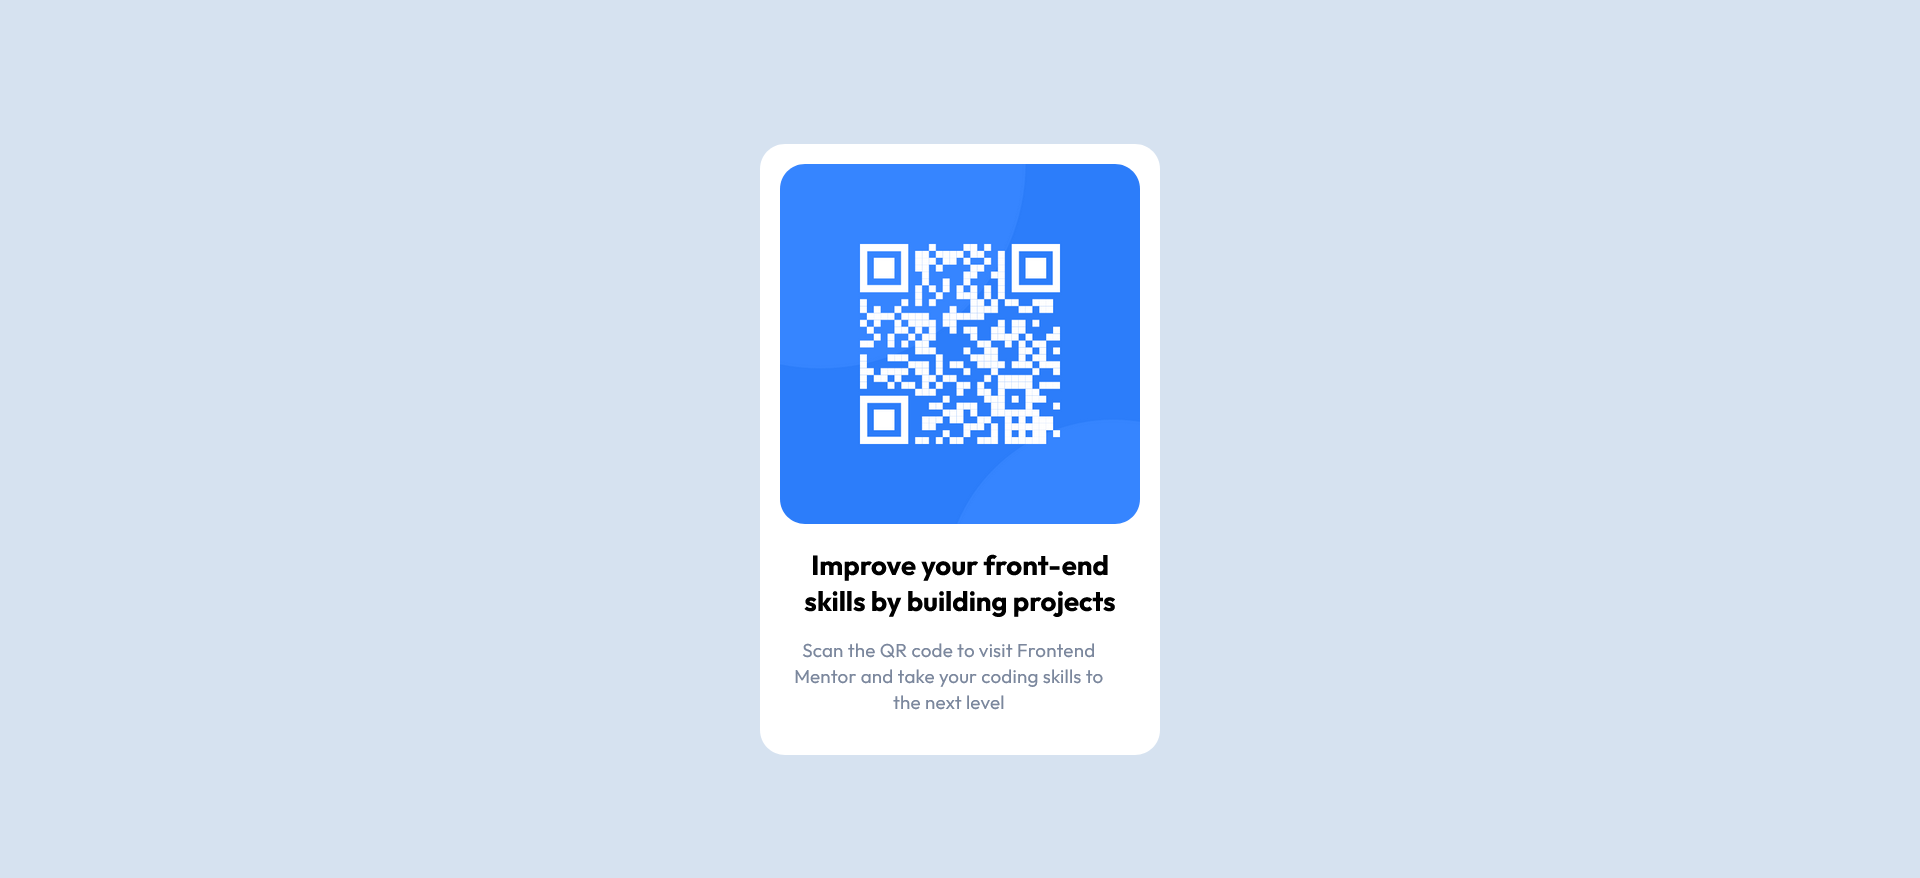 Improve your front-end
skills by building projects
Scan the QR code to visit Frontend
Mentor and take your coding skills to
the next level